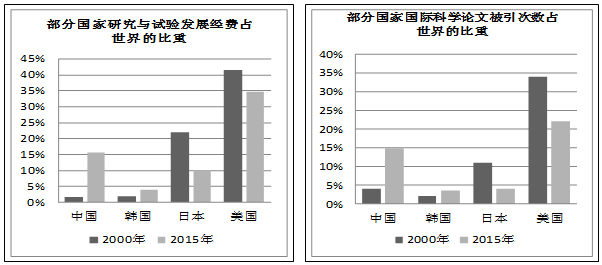 部分国家研究与试验发展经费占
世界的比重
45%
40%
35%
30%
25%
20%
15%
10%
5%
0%
中国 韩国 日本 美国
2000年 2015年
部分国家国际科学论文被引次数占
世界的比重
40%
35%
30%
25%
20%
15%
10%
5%
0%
中国 韩国 日本 美国
2000年 2015年